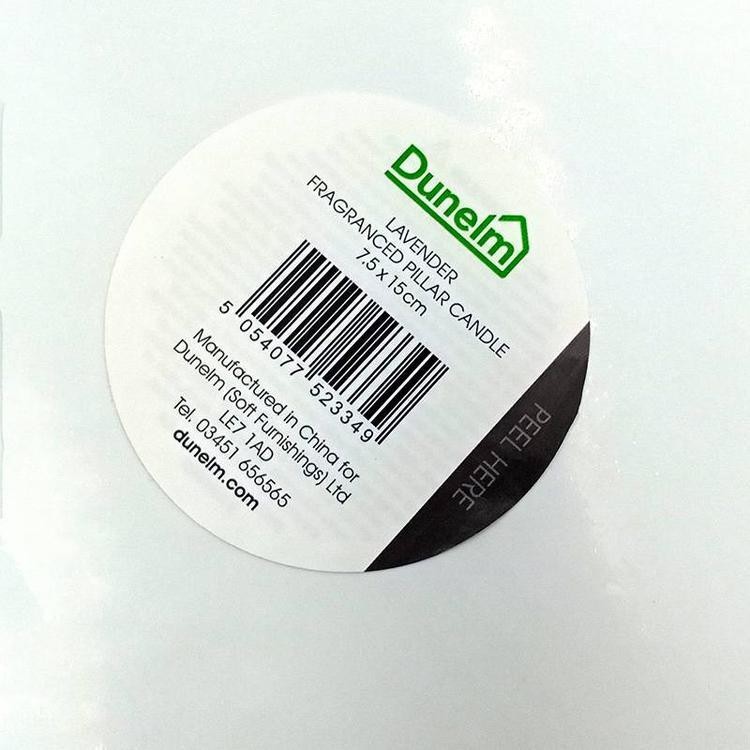 Dunelm
LAVENDER
FRAGRANCED PILLAR CANDLE
7.5 x 15cm
5 054077 523349
Manufactured in China for
Dunelm (Soft Furnishings) Ltd
LE7 1AD
Tel. 03451 656565
dunelm.com
PEEL HERE